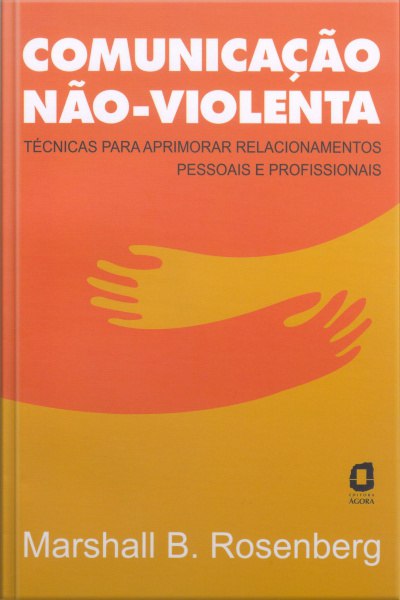 COMUNICAÇÃO
NÃO-VIOLENTA
TÉCNICAS PARA APRIMORAR RELACIONAMENTOS
PESSOAIS E PROFISSIONAIS
EDITORA
ÁGORA
Marshall B. Rosenberg